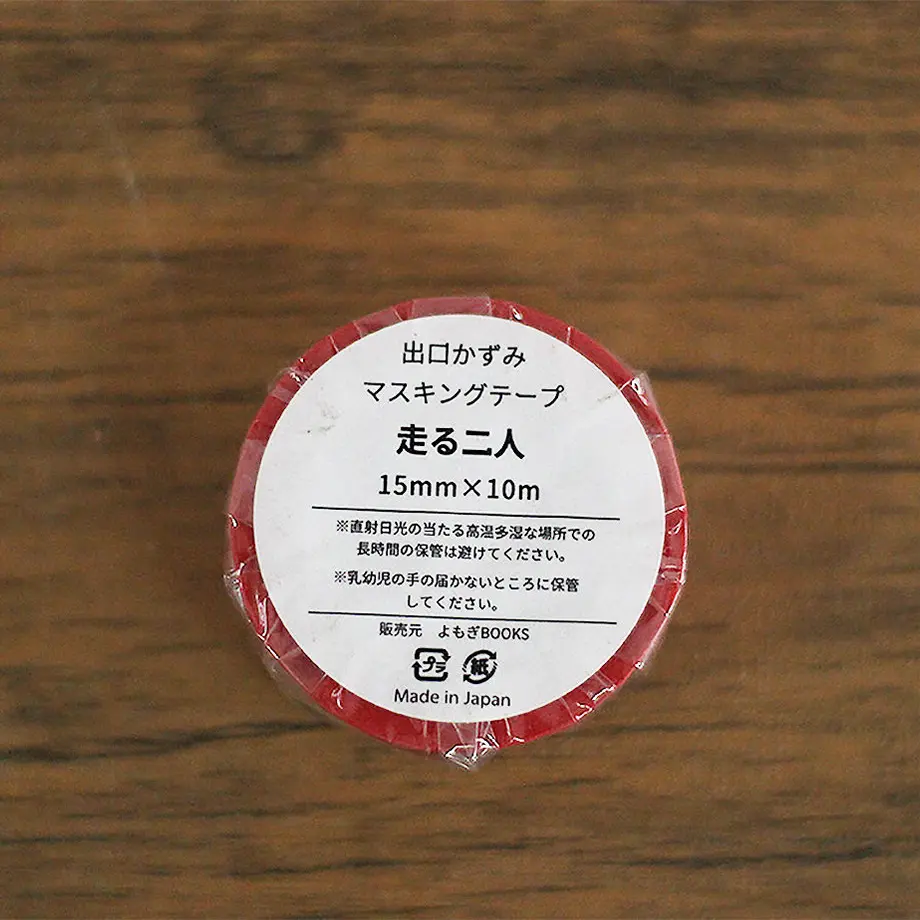 出口かずみ
マスキングテープ
走る二人
15mm×10m
※直射日光の当たる高温多湿な場所での
長時間の保管は避けてください。
※乳幼児の手の届かないところに保管
してください。
販売元　よもぎBOOKS
プラ 紙
Made in Japan